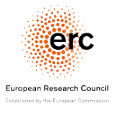 erc
European Research Council
Established by the European Commission